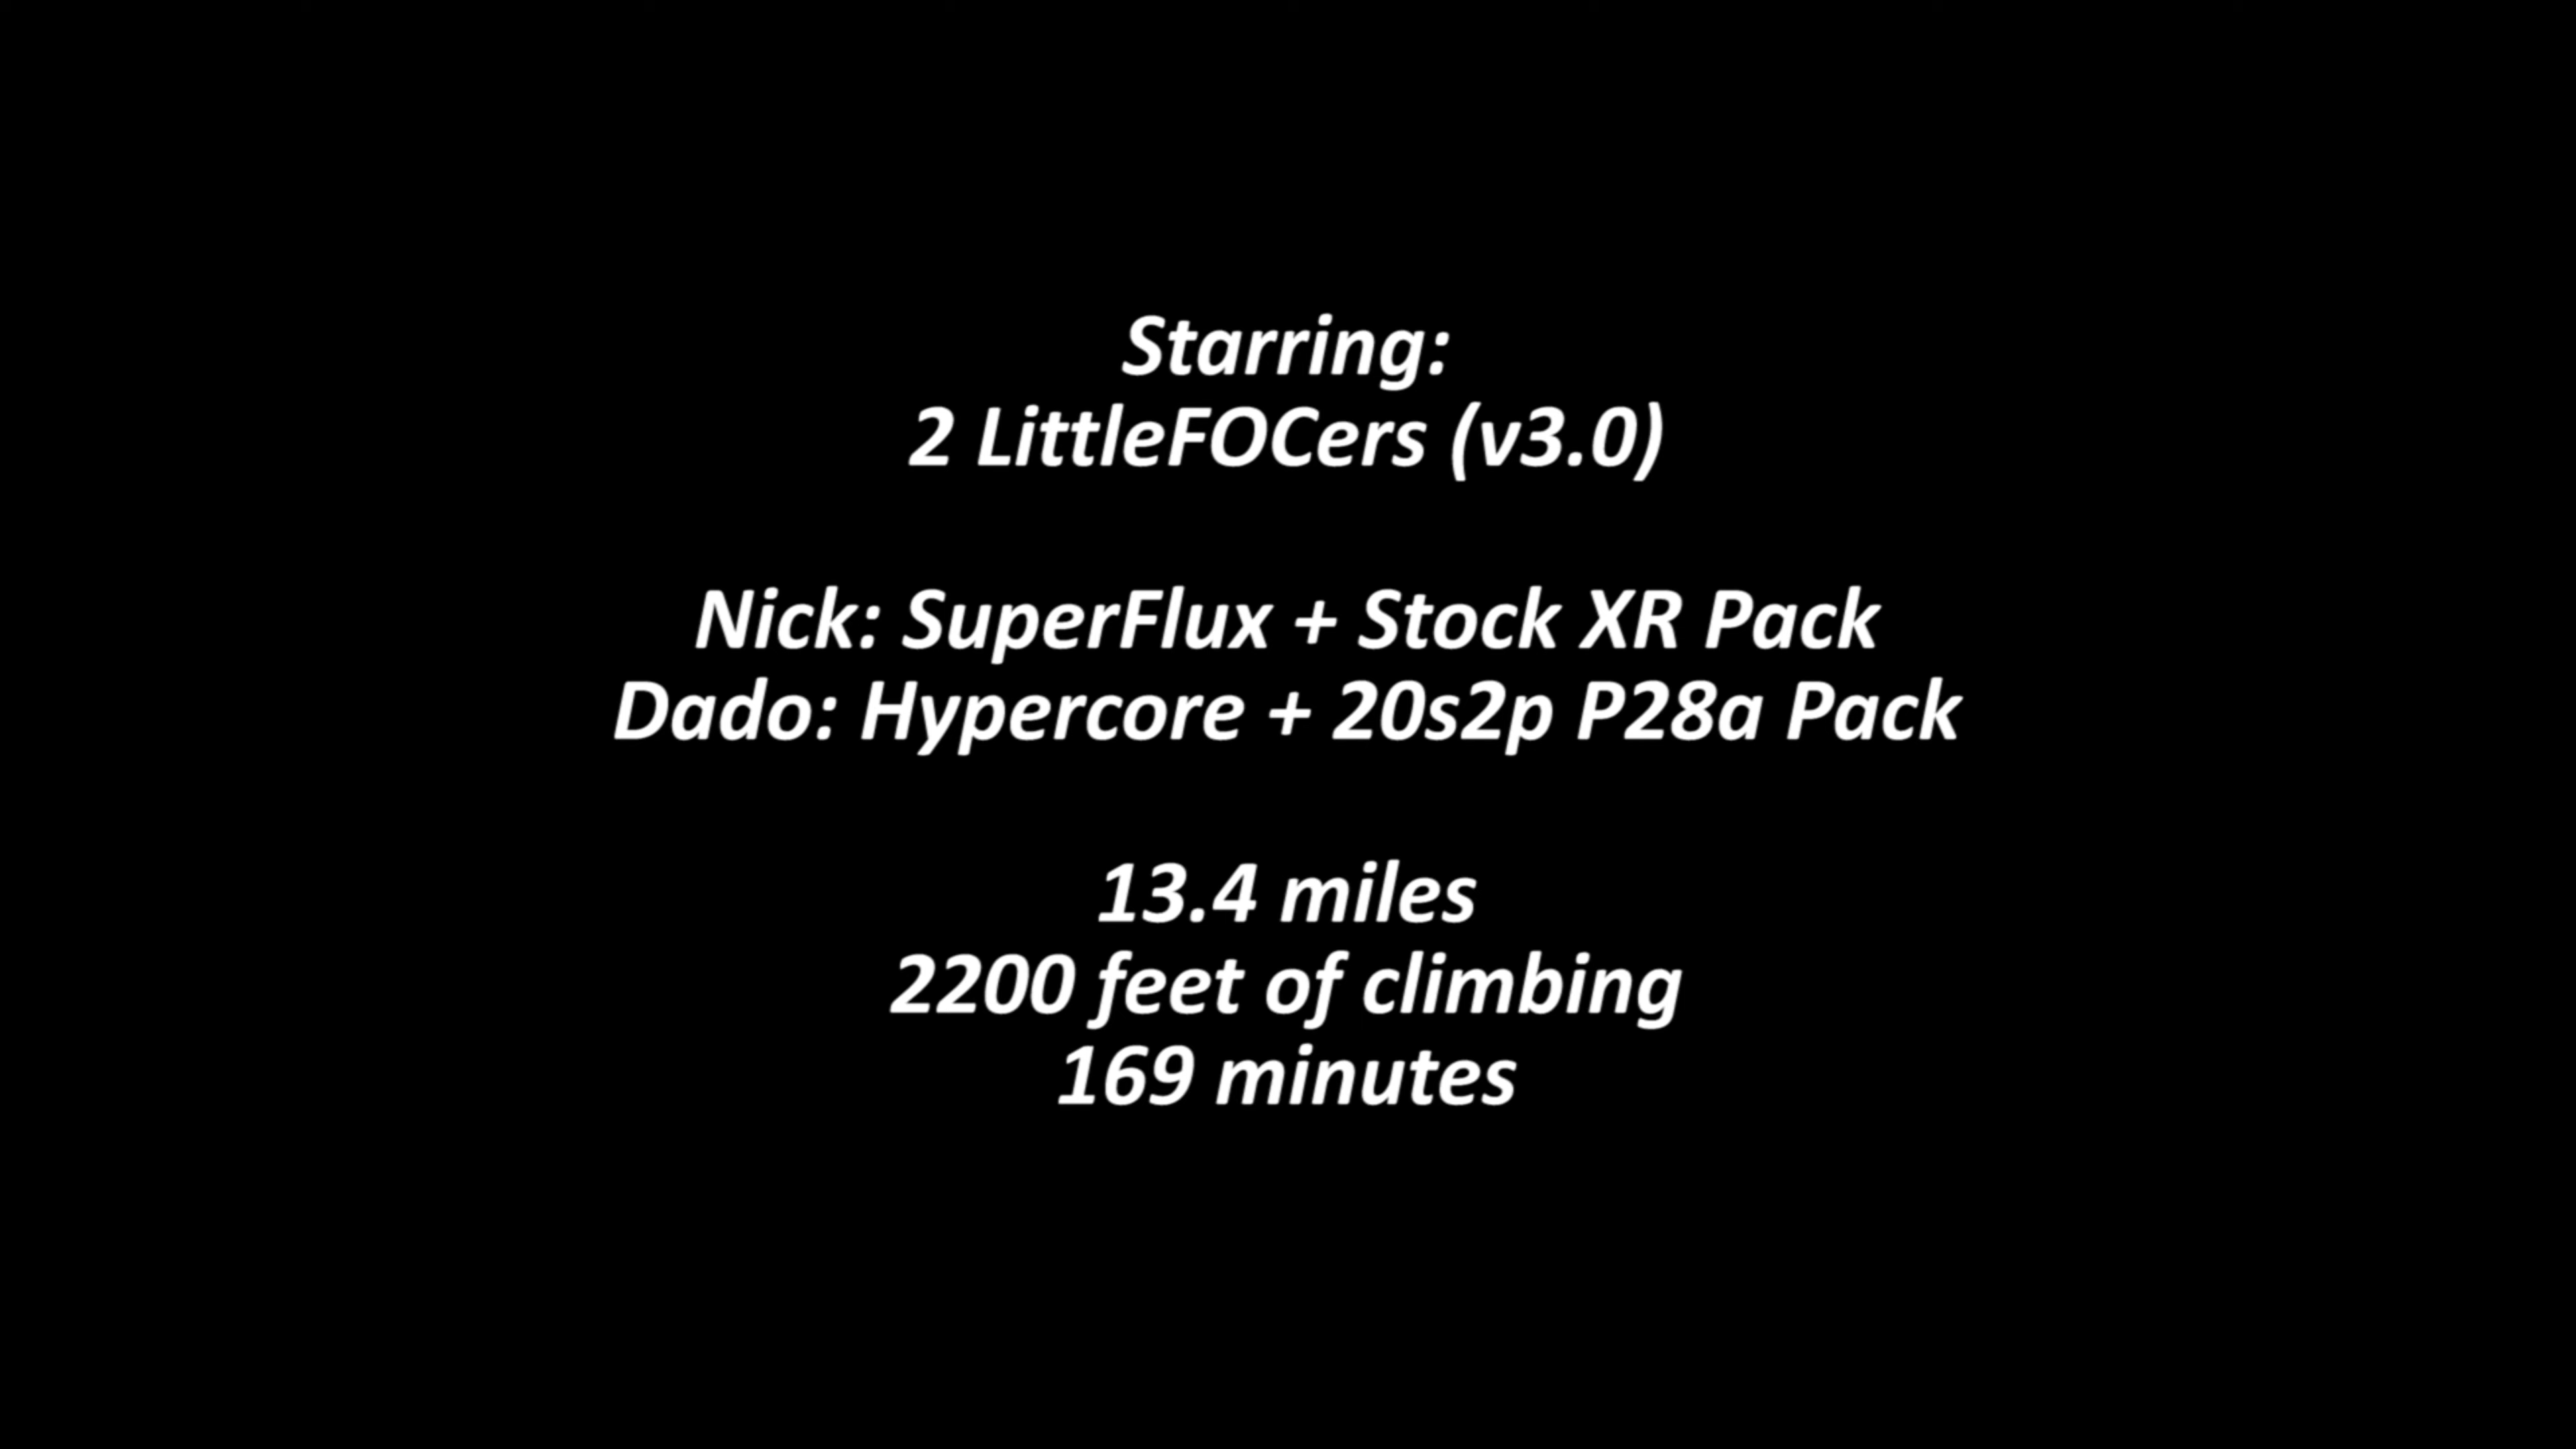 Starring:
2 LittleFOCers (v3.0)
Nick: SuperFlux + Stock XR Pack
Dado: Hypercore + 20s2p P28a Pack
13.4 miles
2200 feet of climbing
169 minutes